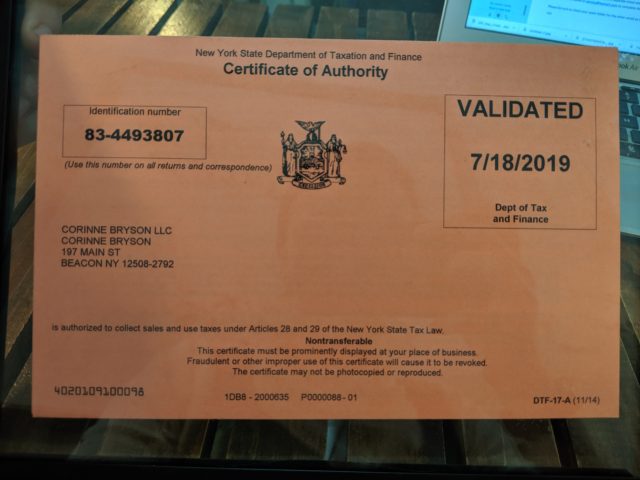 New York State Department of Taxation and Finance
Certificate of Authority
Identification number
83-4493807
(Use this number on all returns and correspondence)
VALIDATED
7/18/2019
Dept of Tax
and Finance
CORINNE BRYSON LLC
CORINNE BRYSON
197 MAIN ST
BEACON NY 12508-2792
is authorized to collect sales and use taxes under Articles 28 and 29 of the New York State Tax Law.
Nontransferable
This certificate must be prominently displayed at your place of business.
Fraudulent or other improper use of this certificate will cause it to be revoked.
The certificate may not be photocopied or reproduced.
4020109100098
1DB8 - 2000635 P0000088-01
DTF-17-A (11/14)